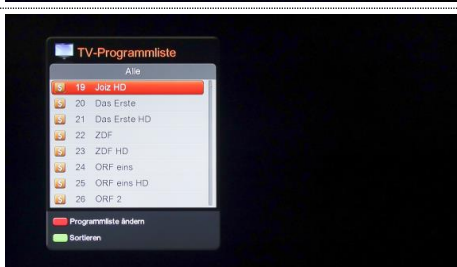 TV-Programmliste
Alle
$ 19 Joiz HD
$ 20 Das Erste
$ 21 Das Erste HD
$ 22 ZDF
$ 23 ZDF HD
$ 24 ORF eins
$ 25 ORF eins HD
$ 26 ORF 2
Programmliste ändern
Sortieren